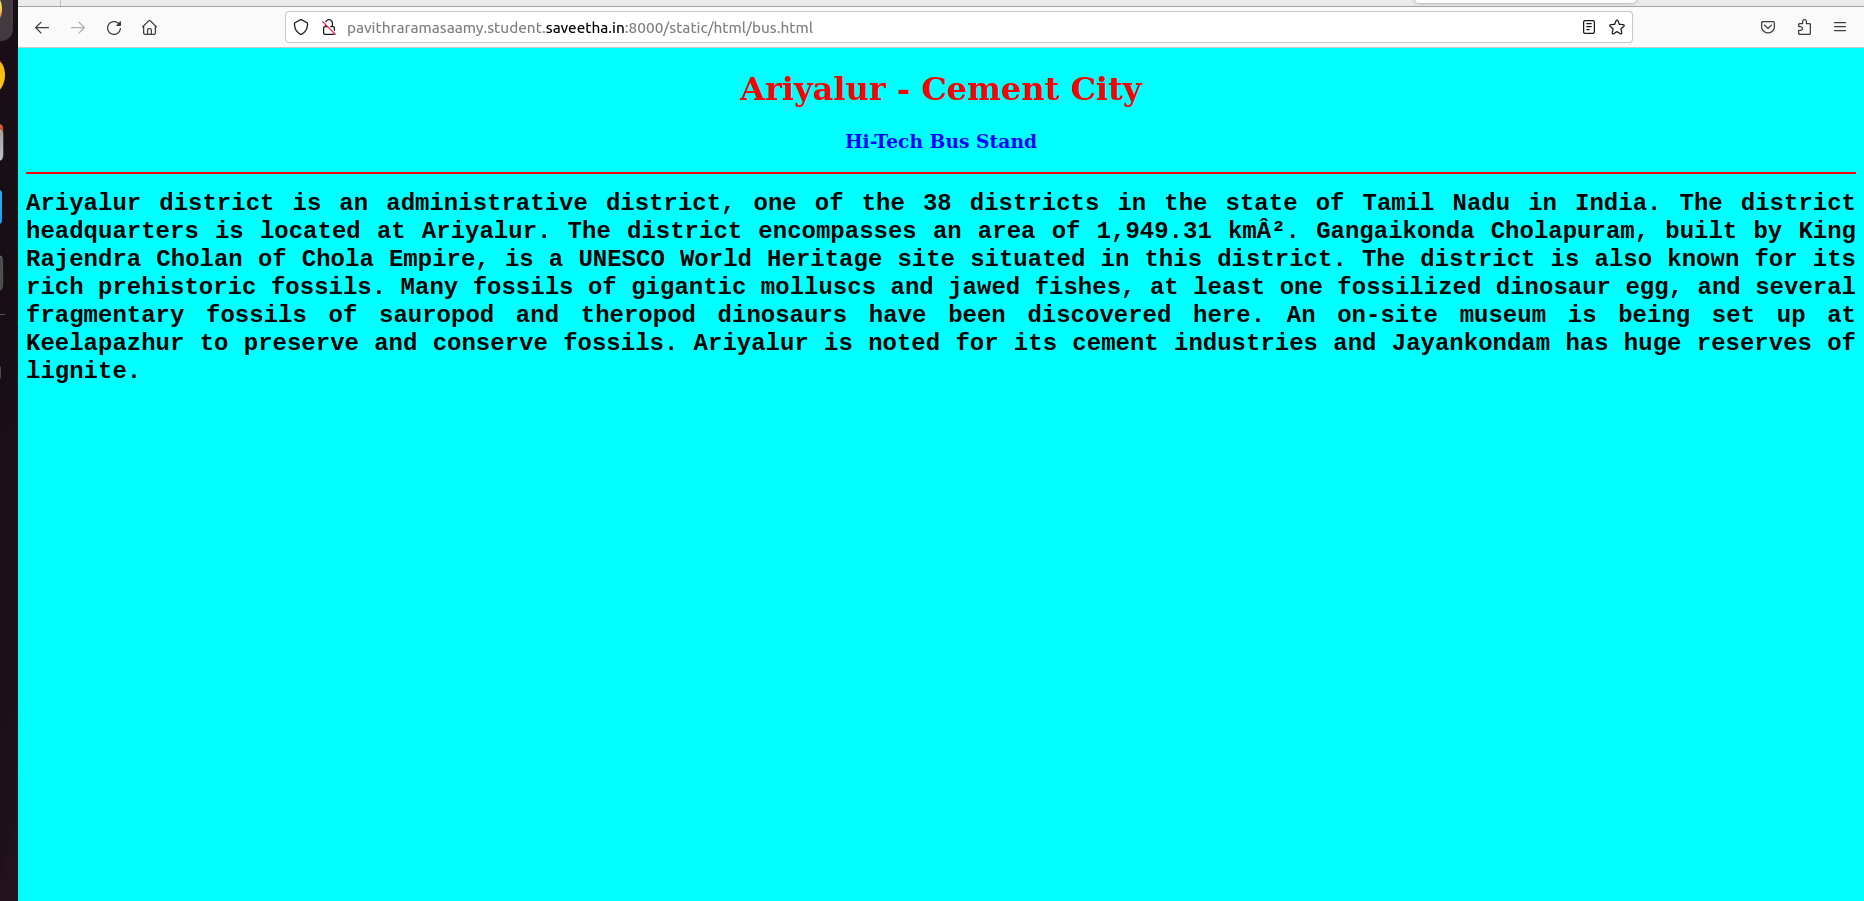 pavithraramasaamy.student.saveetha.in:8000/static/html/bus.html
Ariyalur - Cement City
Hi-Tech Bus Stand
Ariyalur district is an administrative district, one of the 38 districts in the state of Tamil Nadu in India. The district
headquarters is located at Ariyalur. The district encompasses an area of 1,949.31 kmÂ². Gangaikonda Cholapuram, built by King
Rajendra Cholan of Chola Empire, is a UNESCO World Heritage site situated in this district. The district is also known for its
rich prehistoric fossils. Many fossils of gigantic molluscs and jawed fishes, at least one fossilized dinosaur egg, and several
fragmentary fossils of sauropod and theropod dinosaurs have been discovered here. An on-site museum is being set up at
Keelapazhur to preserve and conserve fossils. Ariyalur is noted for its cement industries and Jayankondam has huge reserves of
lignite.